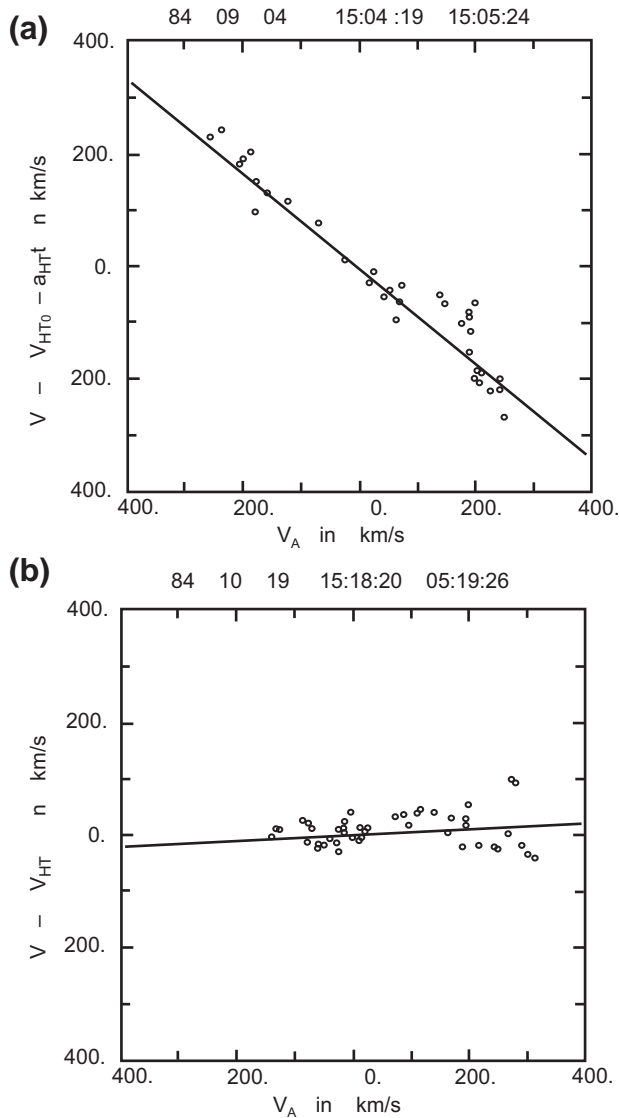 (a)
84 09 04 15:04 :19 15:05:24
400.
200.
0.
200.
400.
V – V_HT0 – a_HT t n km/s
400. 200. 0. 200. 400.
V_A in km/s
(b)
84 10 19 15:18:20 05:19:26
400.
200.
0.
200.
400.
V – V_HT n km/s
400. 200. 0. 200. 400.
V_A in km/s